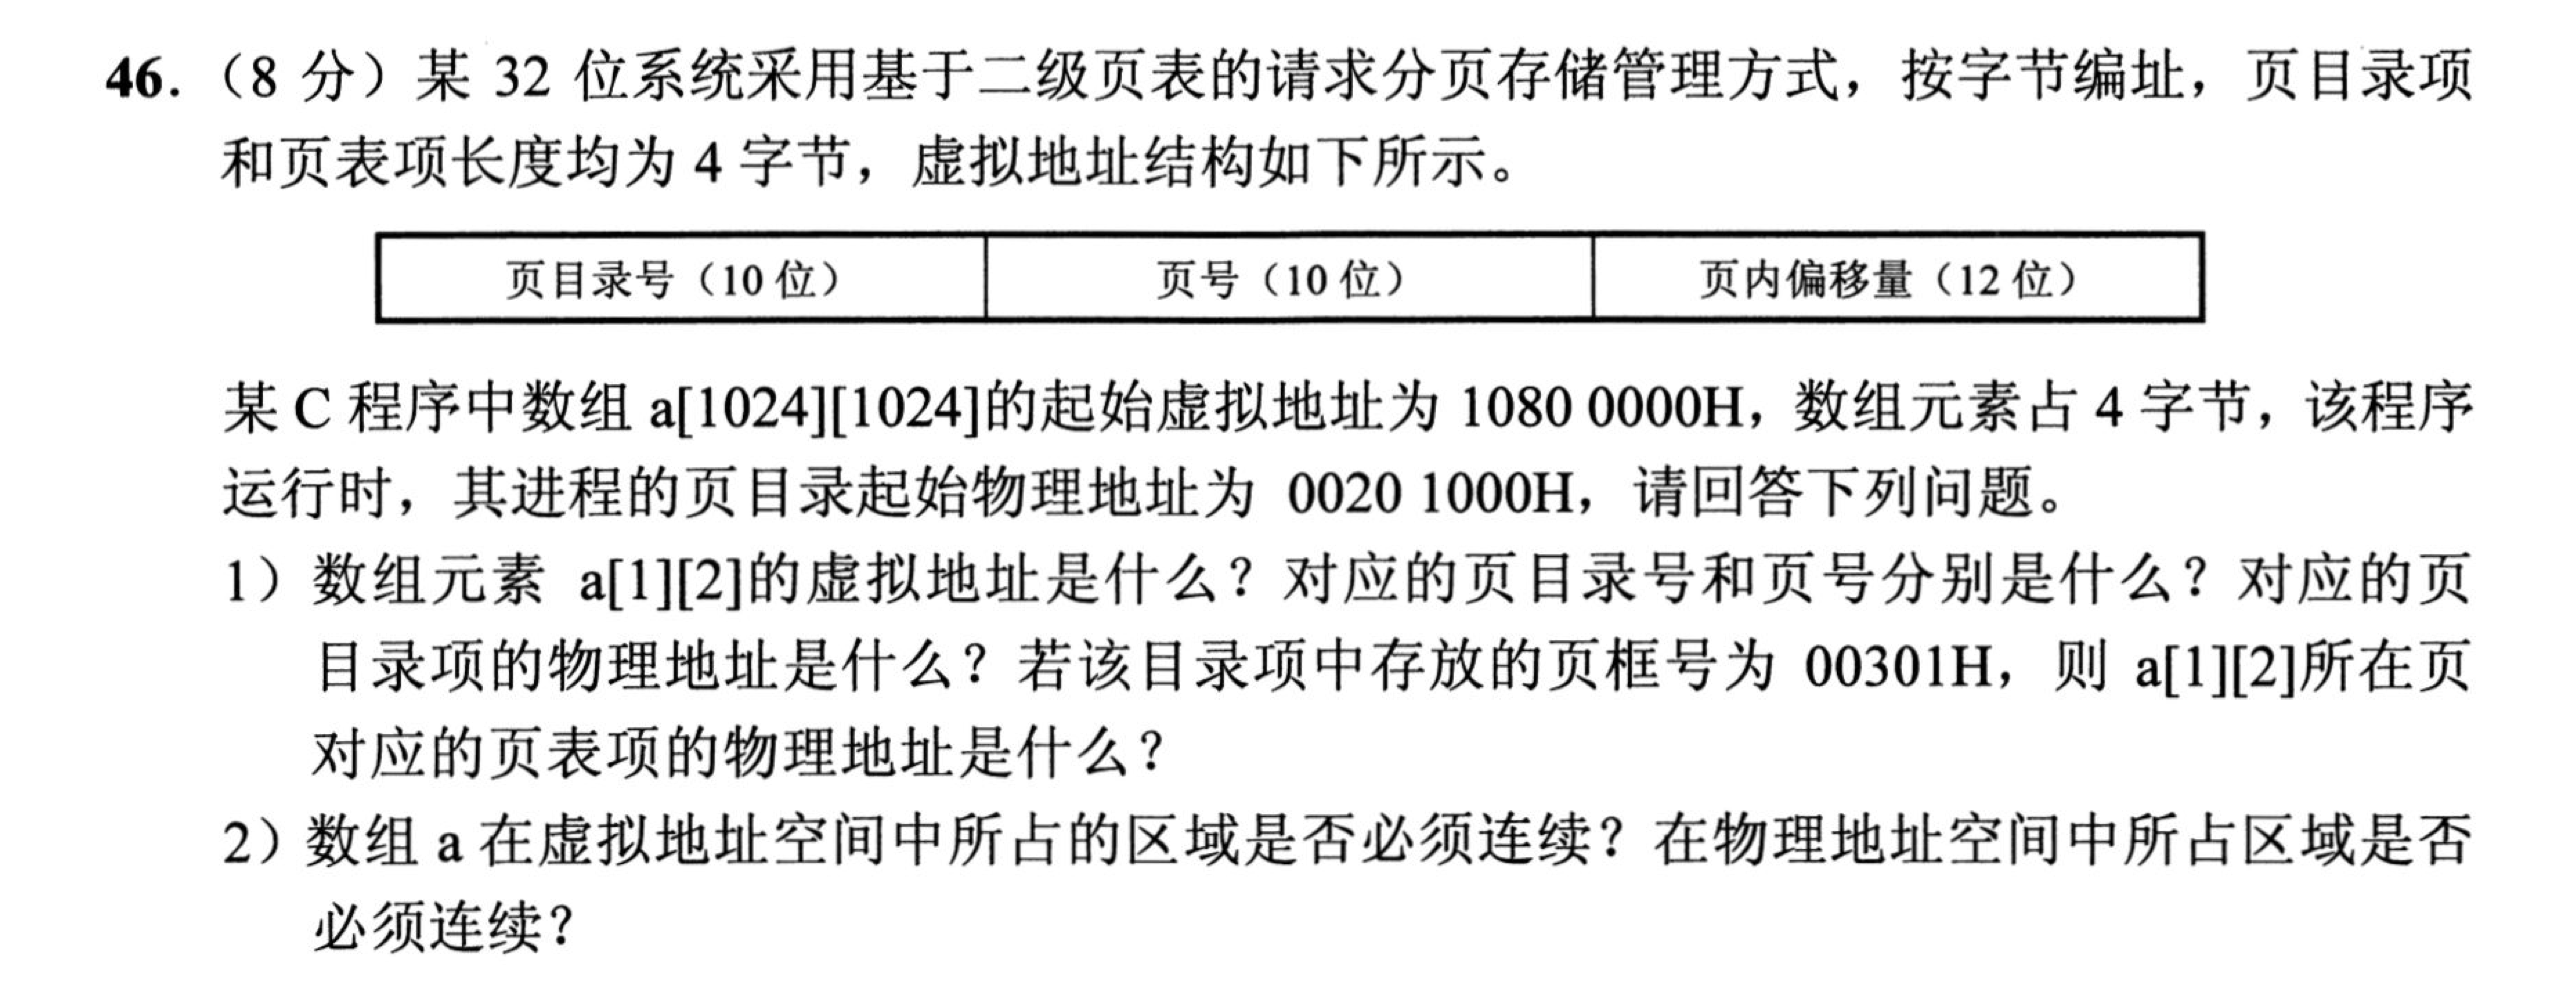 46.（8 分）某 32 位系统采用基于二级页表的请求分页存储管理方式，按字节编址，页目录项
和页表项长度均为 4 字节，虚拟地址结构如下所示。
页目录号（10 位） 页号（10 位） 页内偏移量（12 位）
某 C 程序中数组 a[1024][1024]的起始虚拟地址为 1080 0000H，数组元素占 4 字节，该程序
运行时，其进程的页目录起始物理地址为 0020 1000H，请回答下列问题。
1）数组元素 a[1][2]的虚拟地址是什么？对应的页目录号和页号分别是什么？对应的页
目录项的物理地址是什么？若该目录项中存放的页框号为 00301H，则 a[1][2]所在页
对应的页表项的物理地址是什么？
2）数组 a 在虚拟地址空间中所占的区域是否必须连续？在物理地址空间中所占区域是否
必须连续？